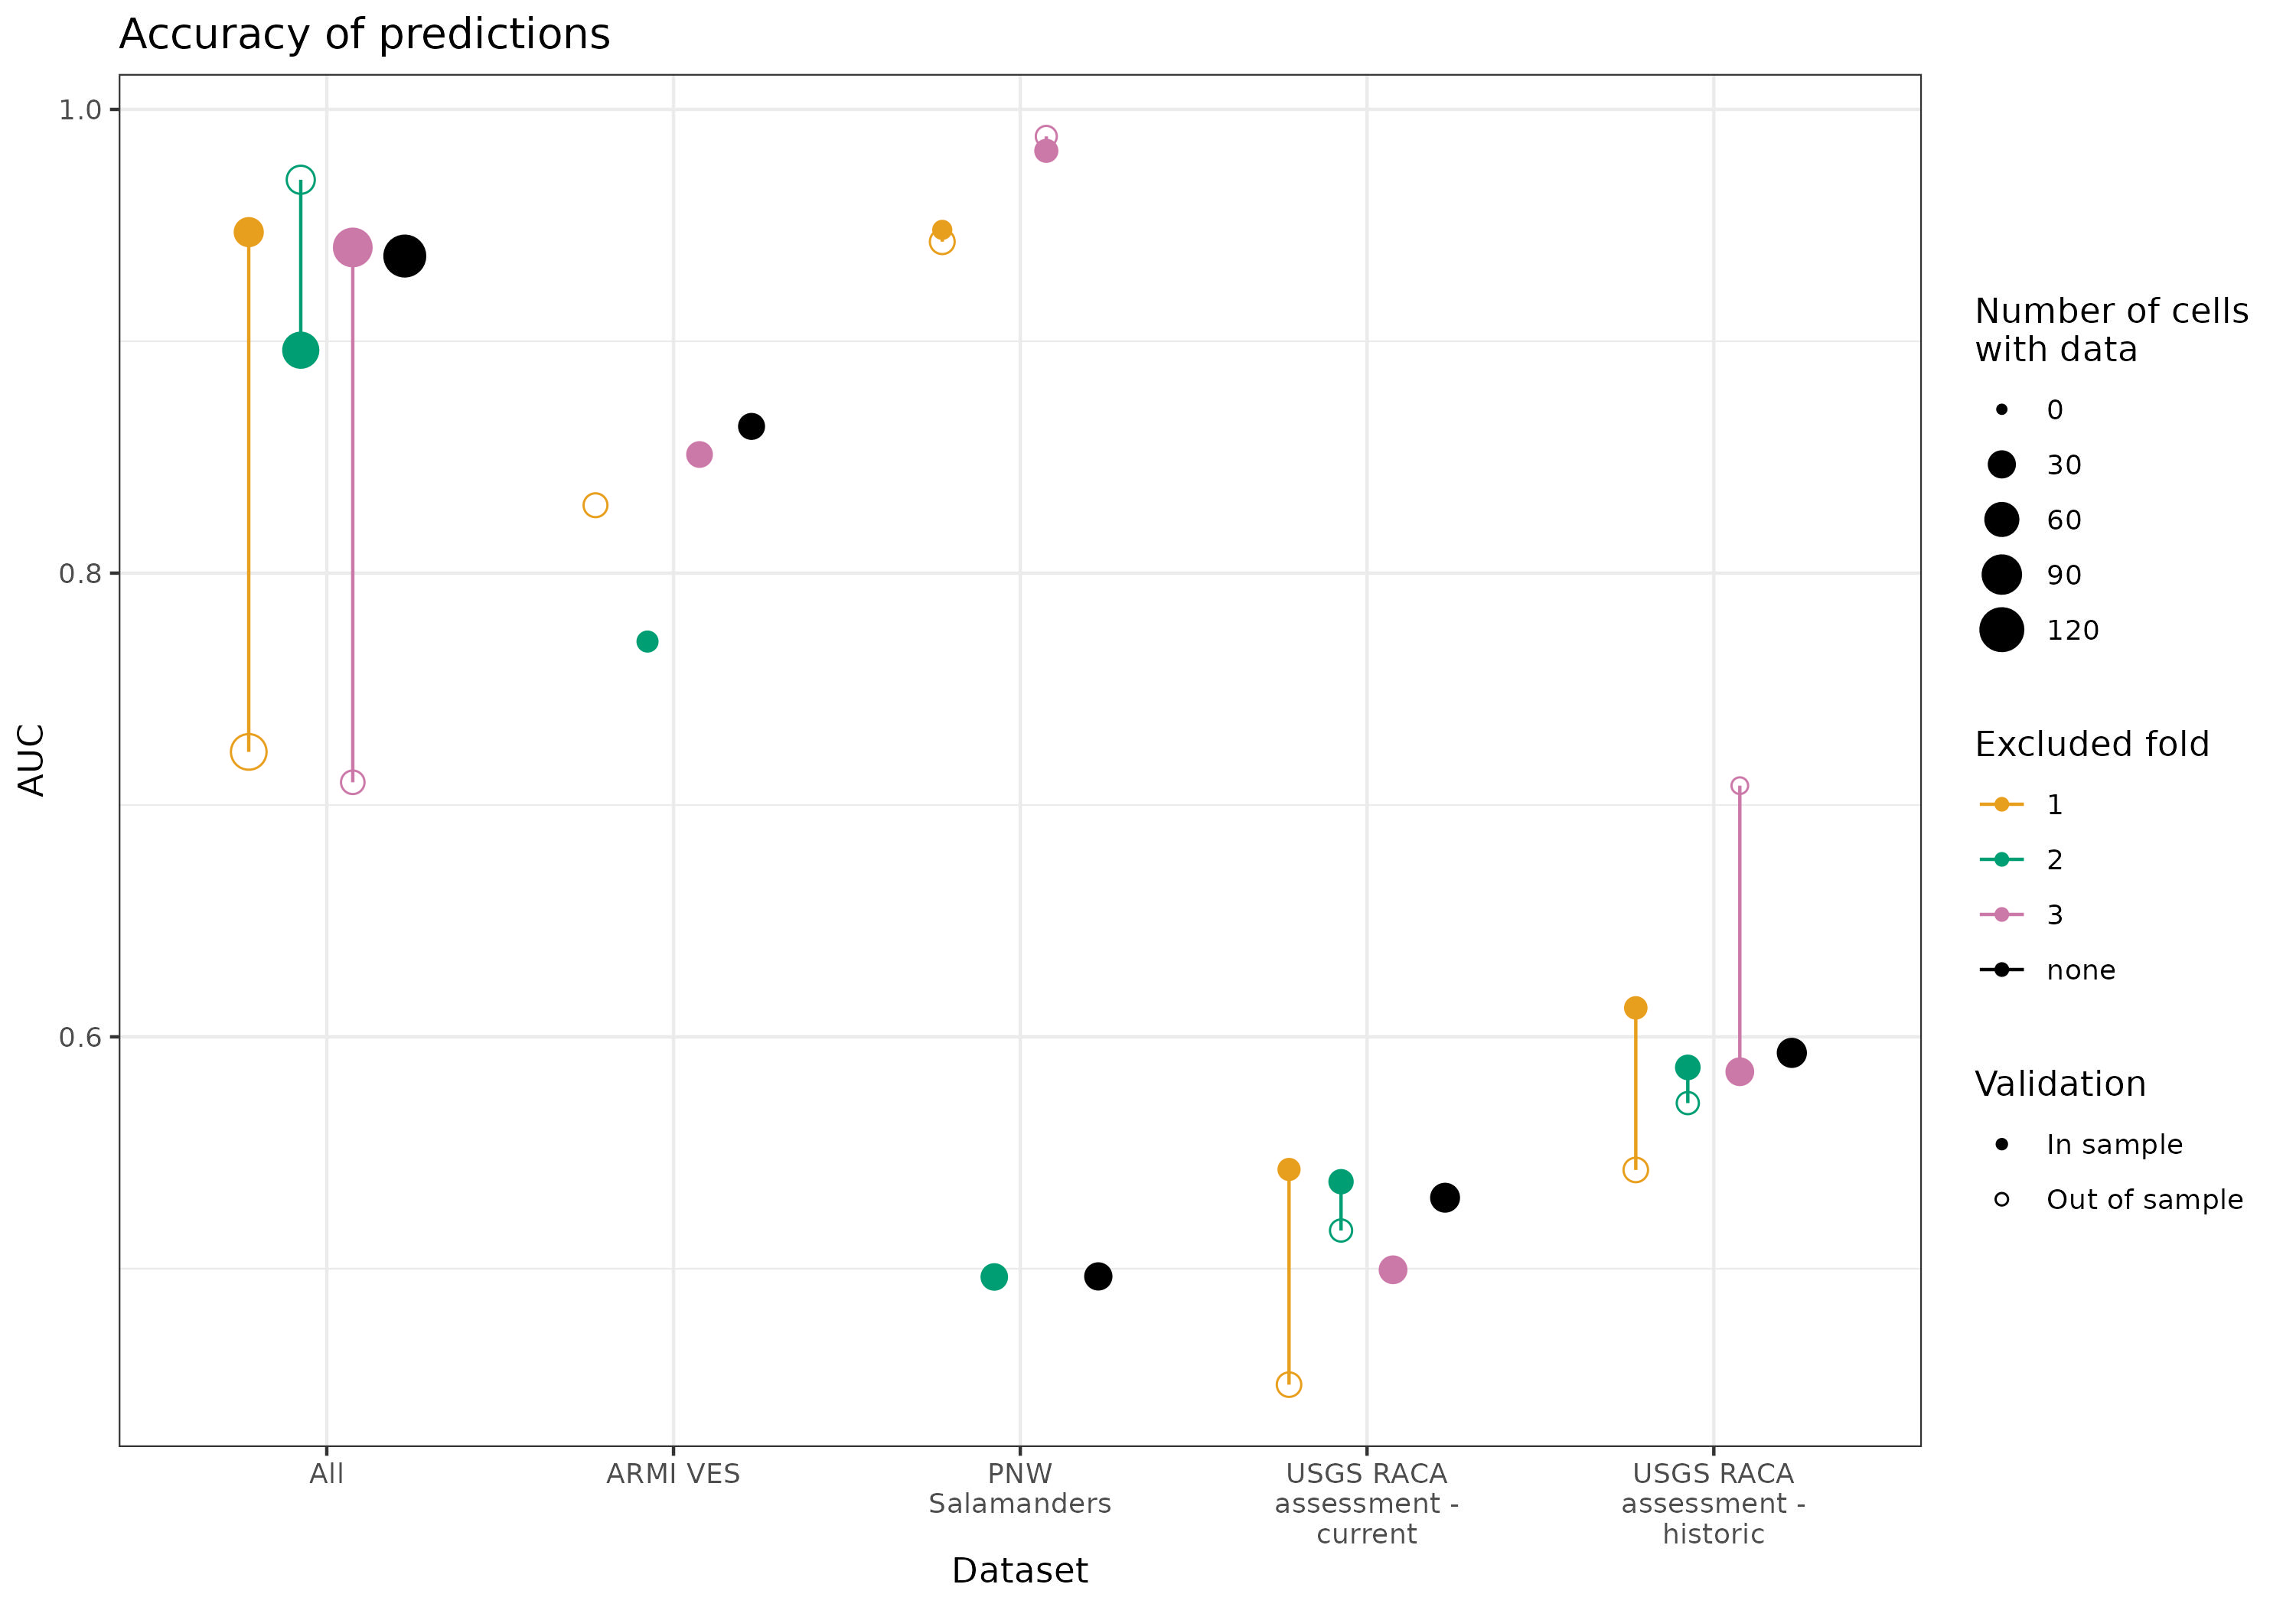 Accuracy of predictions
1.0
0.8
0.6
AUC
All
ARMI VES
PNW
Salamanders
USGS RACA
assessment -
current
USGS RACA
assessment -
historic
Dataset
Number of cells
with data
0
30
60
90
120
Excluded fold
1
2
3
none
Validation
In sample
Out of sample